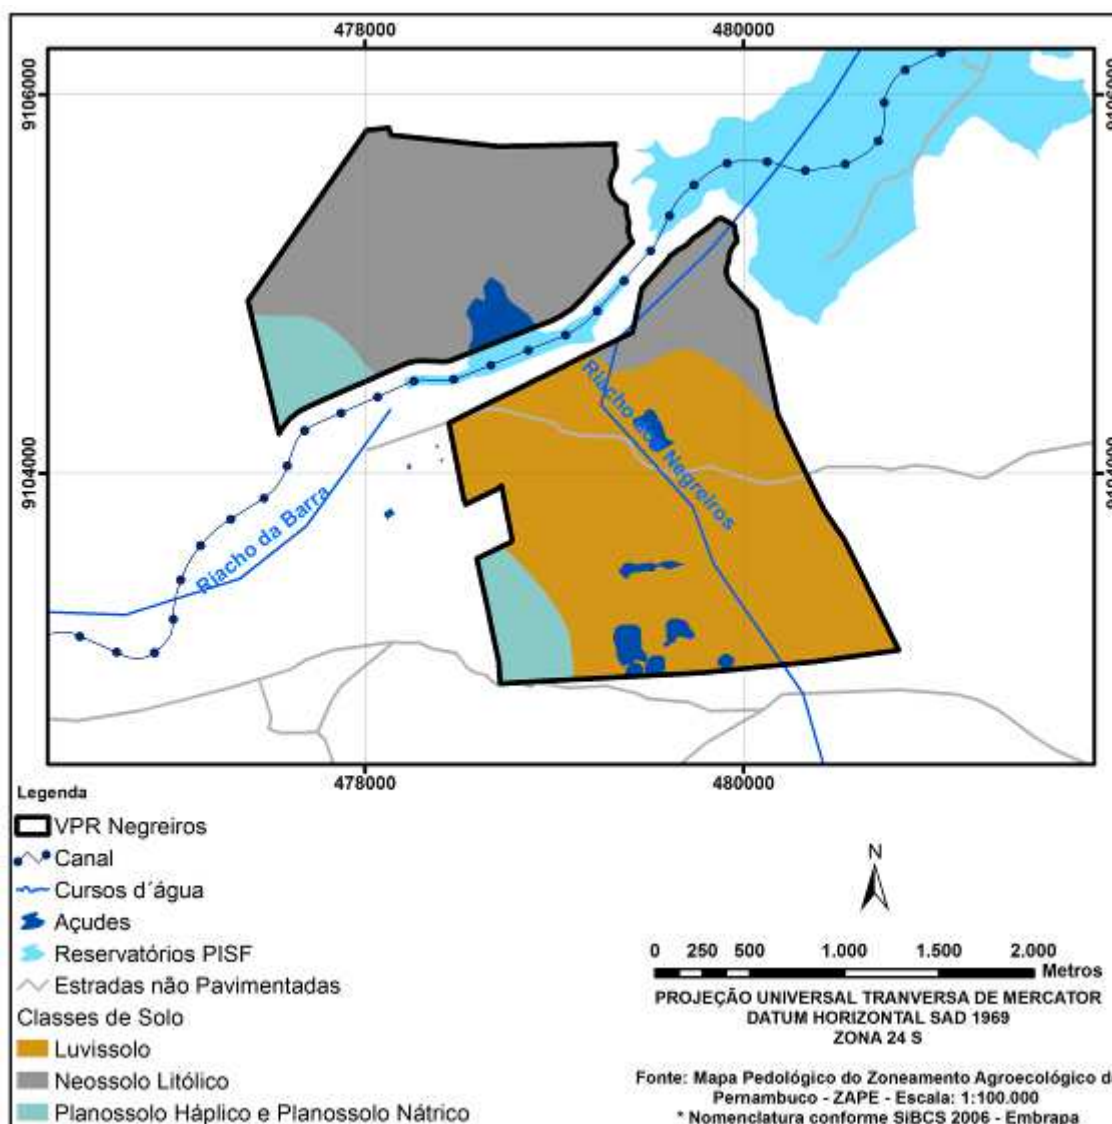 478000 480000
9106000 9106000
9104000 9104000
Riacho dos Negreiros
Riacho da Barra
478000 480000
Legenda
VPR Negreiros
Canal
Cursos d´água
Açudes
Reservatórios PISF
Estradas não Pavimentadas
Classes de Solo
Luvissolo
Neossolo Litólico
Planossolo Háplico e Planossolo Nátrico
N
0 250 500 1.000 1.500 2.000
Metros
PROJEÇÃO UNIVERSAL TRANVERSA DE MERCATOR
DATUM HORIZONTAL SAD 1969
ZONA 24 S
Fonte: Mapa Pedológico do Zoneamento Agroecológico d
Pernambuco - ZAPE - Escala: 1:100.000
* Nomenclatura conforme SiBCS 2006 - Embrapa